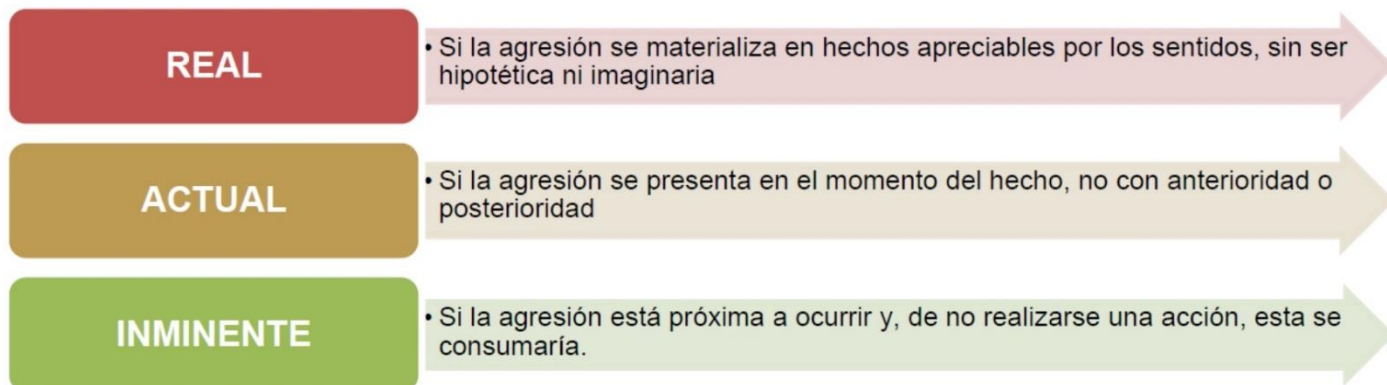 REAL
• Si la agresión se materializa en hechos apreciables por los sentidos, sin ser
hipotética ni imaginaria
ACTUAL
• Si la agresión se presenta en el momento del hecho, no con anterioridad o
posterioridad
INMINENTE
• Si la agresión está próxima a ocurrir y, de no realizarse una acción, esta se
consumaría.